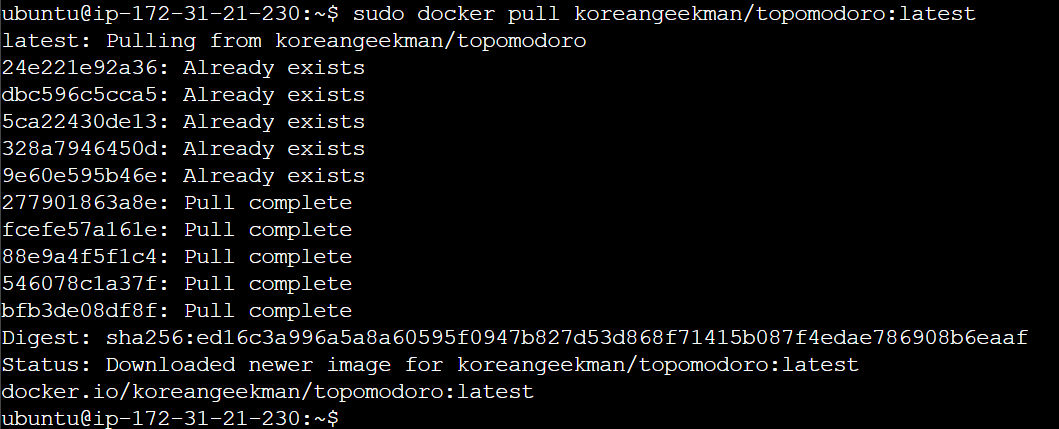 ubuntu@ip-172-31-21-230:~$ sudo docker pull koreangeekman/topomodoro:latest
latest: Pulling from koreangeekman/topomodoro
24e221e92a36: Already exists
dbc596c5cca5: Already exists
5ca22430de13: Already exists
328a7946450d: Already exists
9e60e595b46e: Already exists
277901863a8e: Pull complete
fcefe57a161e: Pull complete
88e9a4f5f1c4: Pull complete
546078c1a37f: Pull complete
bfb3de08df8f: Pull complete
Digest: sha256:ed16c3a996a5a8a60595f0947b827d53d868f71415b087f4edae786908b6eaaf
Status: Downloaded newer image for koreangeekman/topomodoro:latest
docker.io/koreangeekman/topomodoro:latest
ubuntu@ip-172-31-21-230:~$